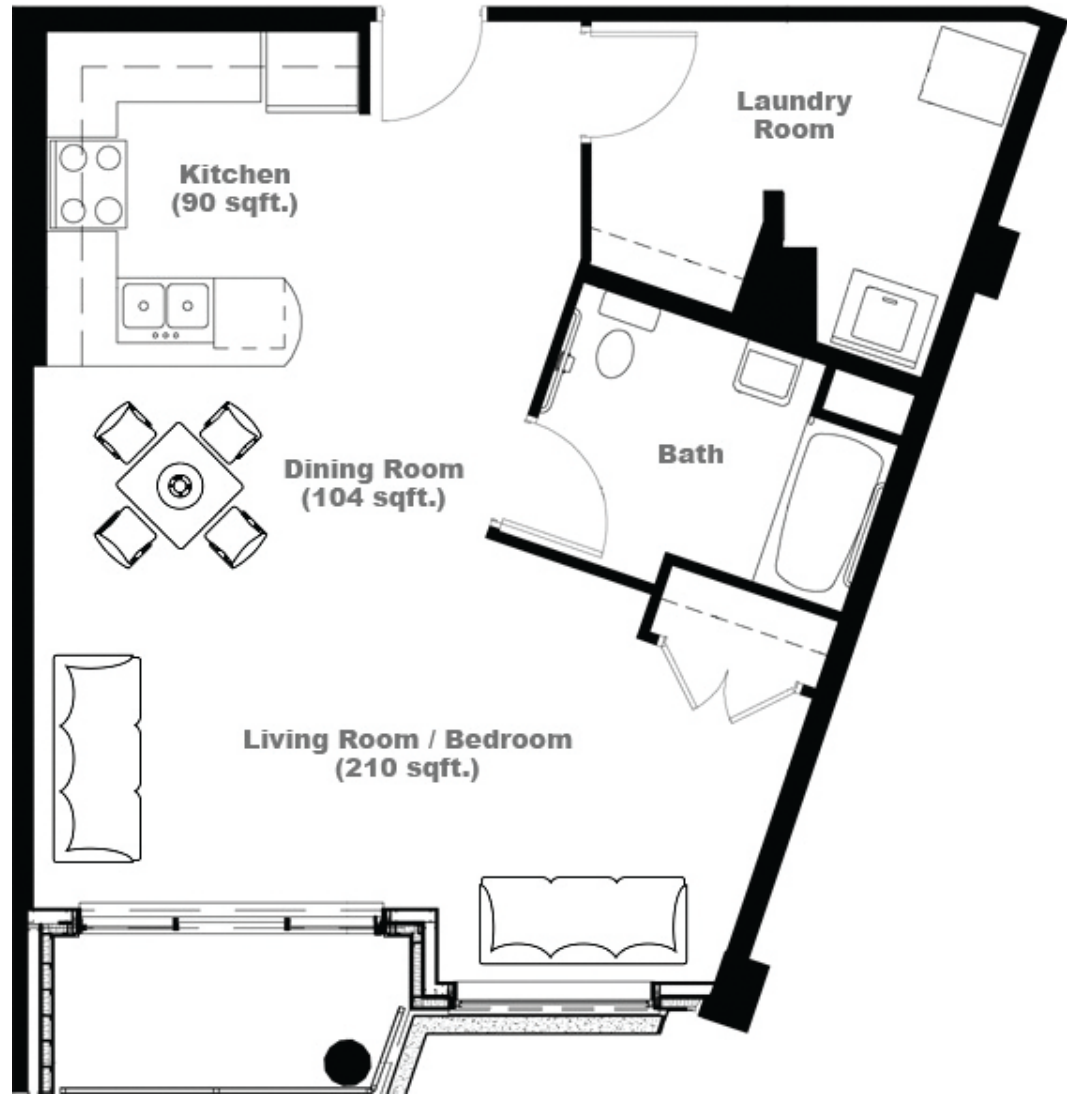 Laundry
Room
Kitchen
(90 sqft.)
Dining Room
(104 sqft.)
Bath
Living Room / Bedroom
(210 sqft.)